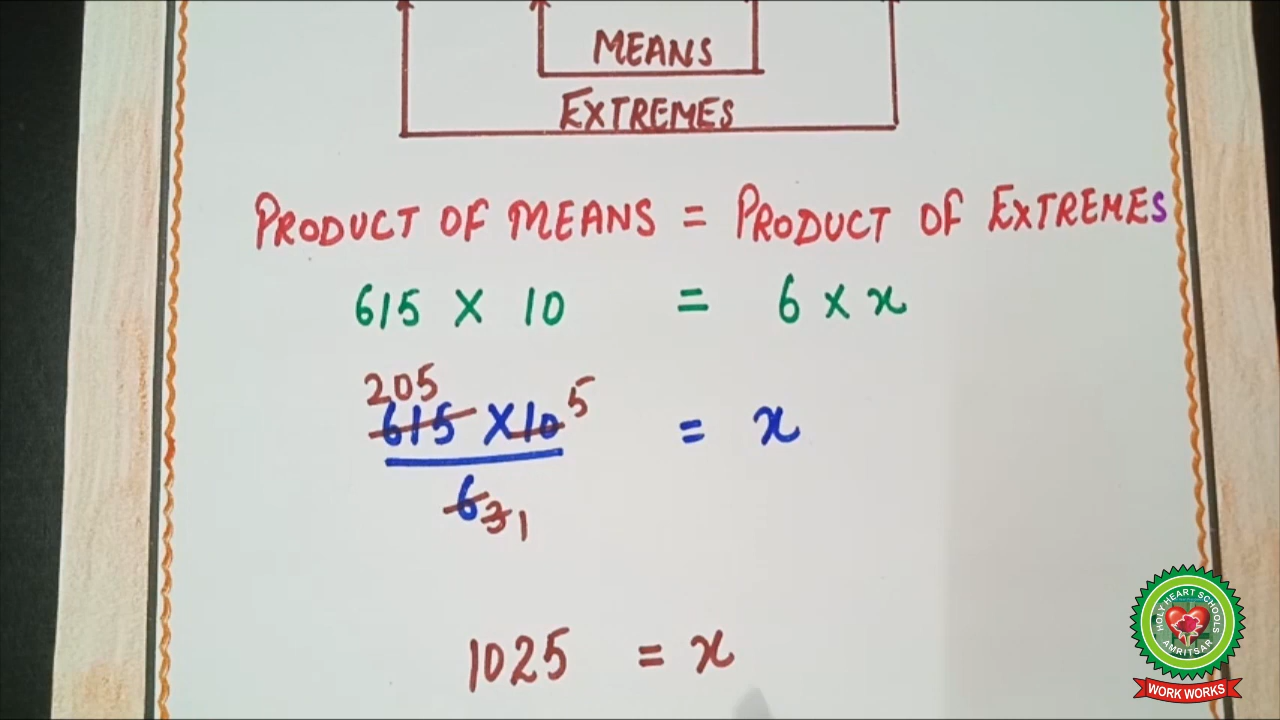 MEANS
EXTREMES
PRODUCT OF MEANS = PRODUCT OF EXTREMES
615 X 10 = 6 X x
205
615 X 10 5 = x
6 3 1
1025 = x
HOLY HEART SCHOOLS
AMRITSAR
WORK WORKS